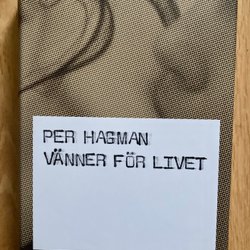 PER HAGMAN
VÄNNER FÖR LIVET